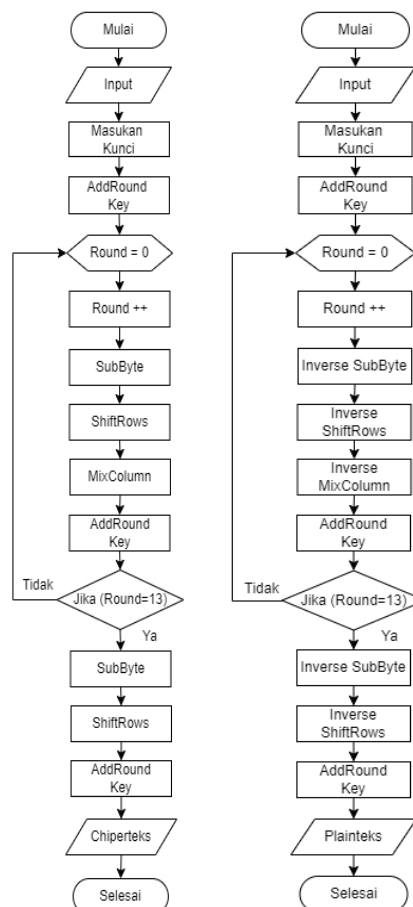 Mulai
Input
Masukan
Kunci
AddRound
Key
Round = 0
Round ++
SubByte
ShiftRows
MixColumn
AddRound
Key
Tidak
Jika (Round=13)
Ya
SubByte
ShiftRows
AddRound
Key
Chiperteks
Selesai
Mulai
Input
Masukan
Kunci
AddRound
Key
Round = 0
Round ++
Inverse SubByte
Inverse
ShiftRows
Inverse
MixColumn
AddRound
Key
Tidak
Jika (Round=13)
Ya
Inverse SubByte
Inverse
ShiftRows
AddRound
Key
Plainteks
Selesai